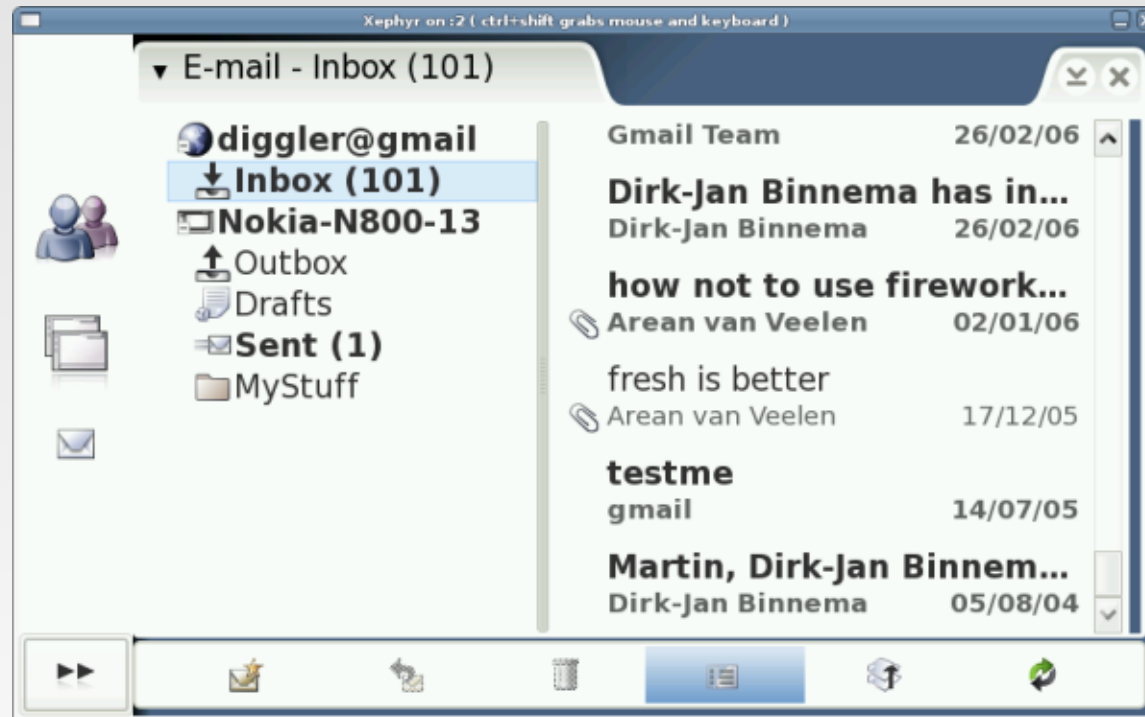 Xephyr on :2 ( ctrl+shift grabs mouse and keyboard )
E-mail - Inbox (101)
diggler@gmail
Inbox (101)
Nokia-N800-13
Outbox
Drafts
Sent (1)
MyStuff
Gmail Team 26/02/06
Dirk-Jan Binnema has in...
Dirk-Jan Binnema 26/02/06
how not to use firework...
Arean van Veelen 02/01/06
fresh is better
Arean van Veelen 17/12/05
testme
gmail 14/07/05
Martin, Dirk-Jan Binnem...
Dirk-Jan Binnema 05/08/04